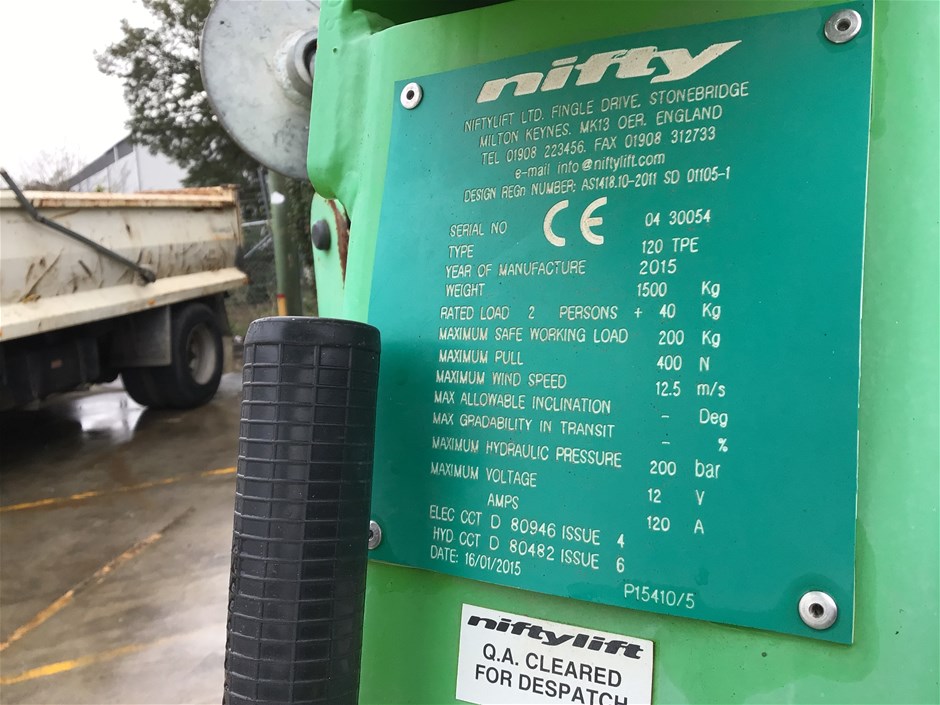 nifty
NIFTYLIFT LTD. FINGLE DRIVE. STONEBRIDGE
MILTON KEYNES. MK13 OER. ENGLAND
TEL 01908 223456. FAX 01908 312733
e-mail info@niftylift.com
DESIGN REGn NUMBER: AS1418.10-2011 SD 01105-1
CE
SERIAL NO 04 30054
TYPE 120 TPE
YEAR OF MANUFACTURE 2015
WEIGHT 1500 Kg
RATED LOAD 2 PERSONS + 40 Kg
MAXIMUM SAFE WORKING LOAD 200 Kg
MAXIMUM PULL 400 N
MAXIMUM WIND SPEED 12.5 m/s
MAX ALLOWABLE INCLINATION - Deg
MAX GRADABILITY IN TRANSIT - %
MAXIMUM HYDRAULIC PRESSURE 200 bar
MAXIMUM VOLTAGE 12 V
AMPS 120 A
ELEC CCT D 80946 ISSUE 4
HYD CCT D 80482 ISSUE 6
DATE: 16/01/2015
P15410/5
niftylift
Q.A. CLEARED
FOR DESPATCH